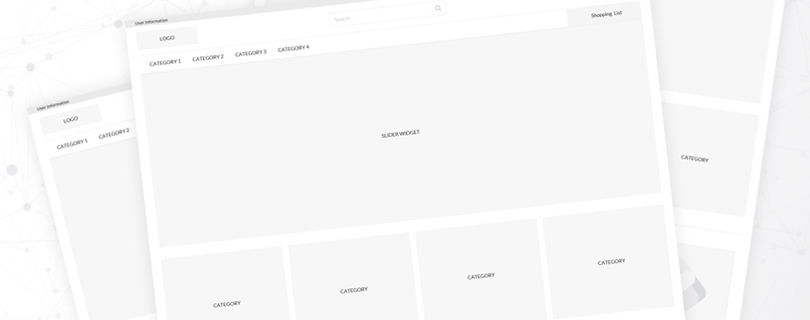 User Information
LOGO
Search
Shopping List
CATEGORY 1 CATEGORY 2 CATEGORY 3 CATEGORY 4
SLIDER WIDGET
CATEGORY CATEGORY CATEGORY CATEGORY
User Information
LOGO
CATEGORY 1 CATEGORY 2
CATEGORY